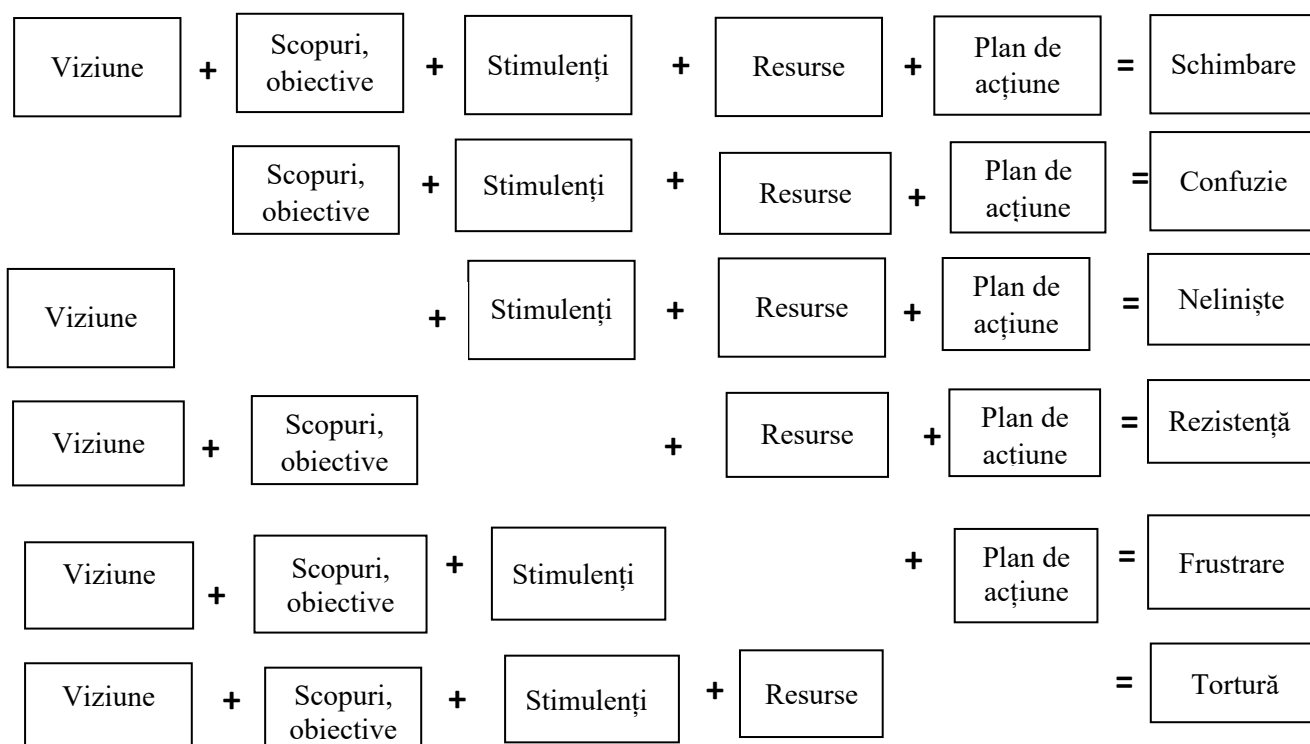 Viziune + Scopuri, obiective + Stimulenți + Resurse + Plan de acțiune = Schimbare
Scopuri, obiective + Stimulenți + Resurse + Plan de acțiune = Confuzie
Viziune + Stimulenți + Resurse + Plan de acțiune = Neliniște
Viziune + Scopuri, obiective + Resurse + Plan de acțiune = Rezistență
Viziune + Scopuri, obiective + Stimulenți + Plan de acțiune = Frustrare
Viziune + Scopuri, obiective + Stimulenți + Resurse = Tortură